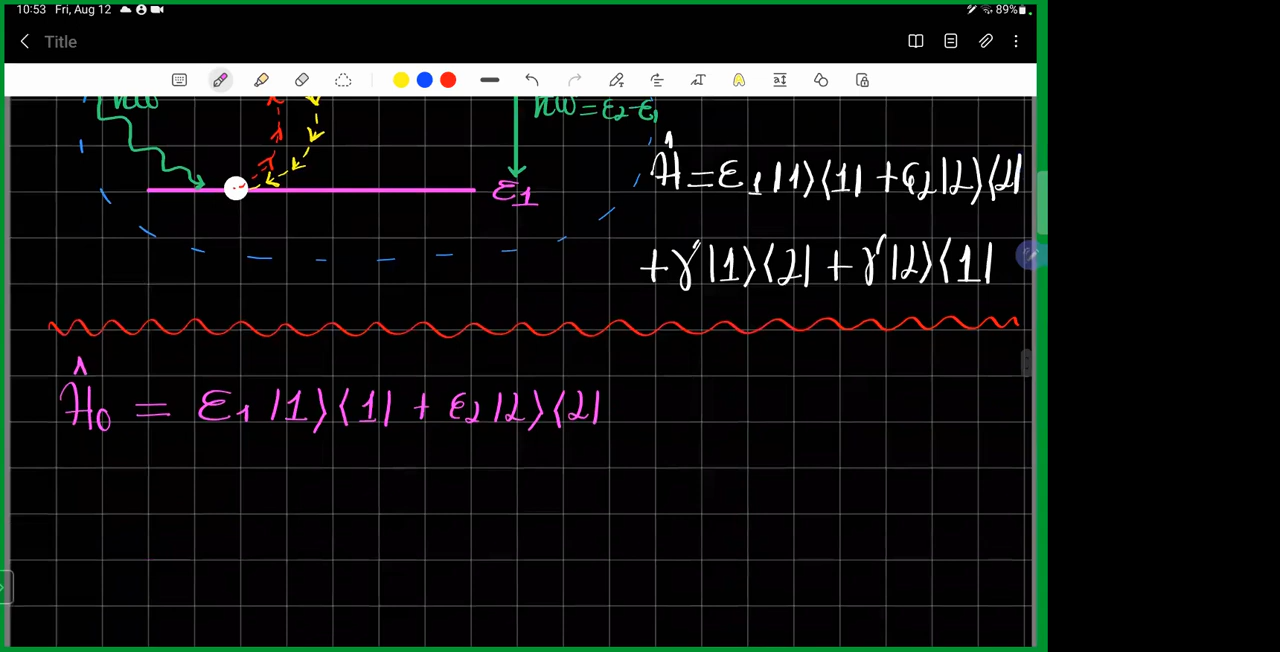 10:53 Fri, Aug 12
89%
Title
ħω
ħω = ε₂-ε₁
ε₁
Ĥ = ε₁ |1⟩⟨1| + ε₂ |2⟩⟨2|
+ γ |1⟩⟨2| + γ |2⟩⟨1|
Ĥ₀ = ε₁ |1⟩⟨1| + ε₂ |2⟩⟨2|